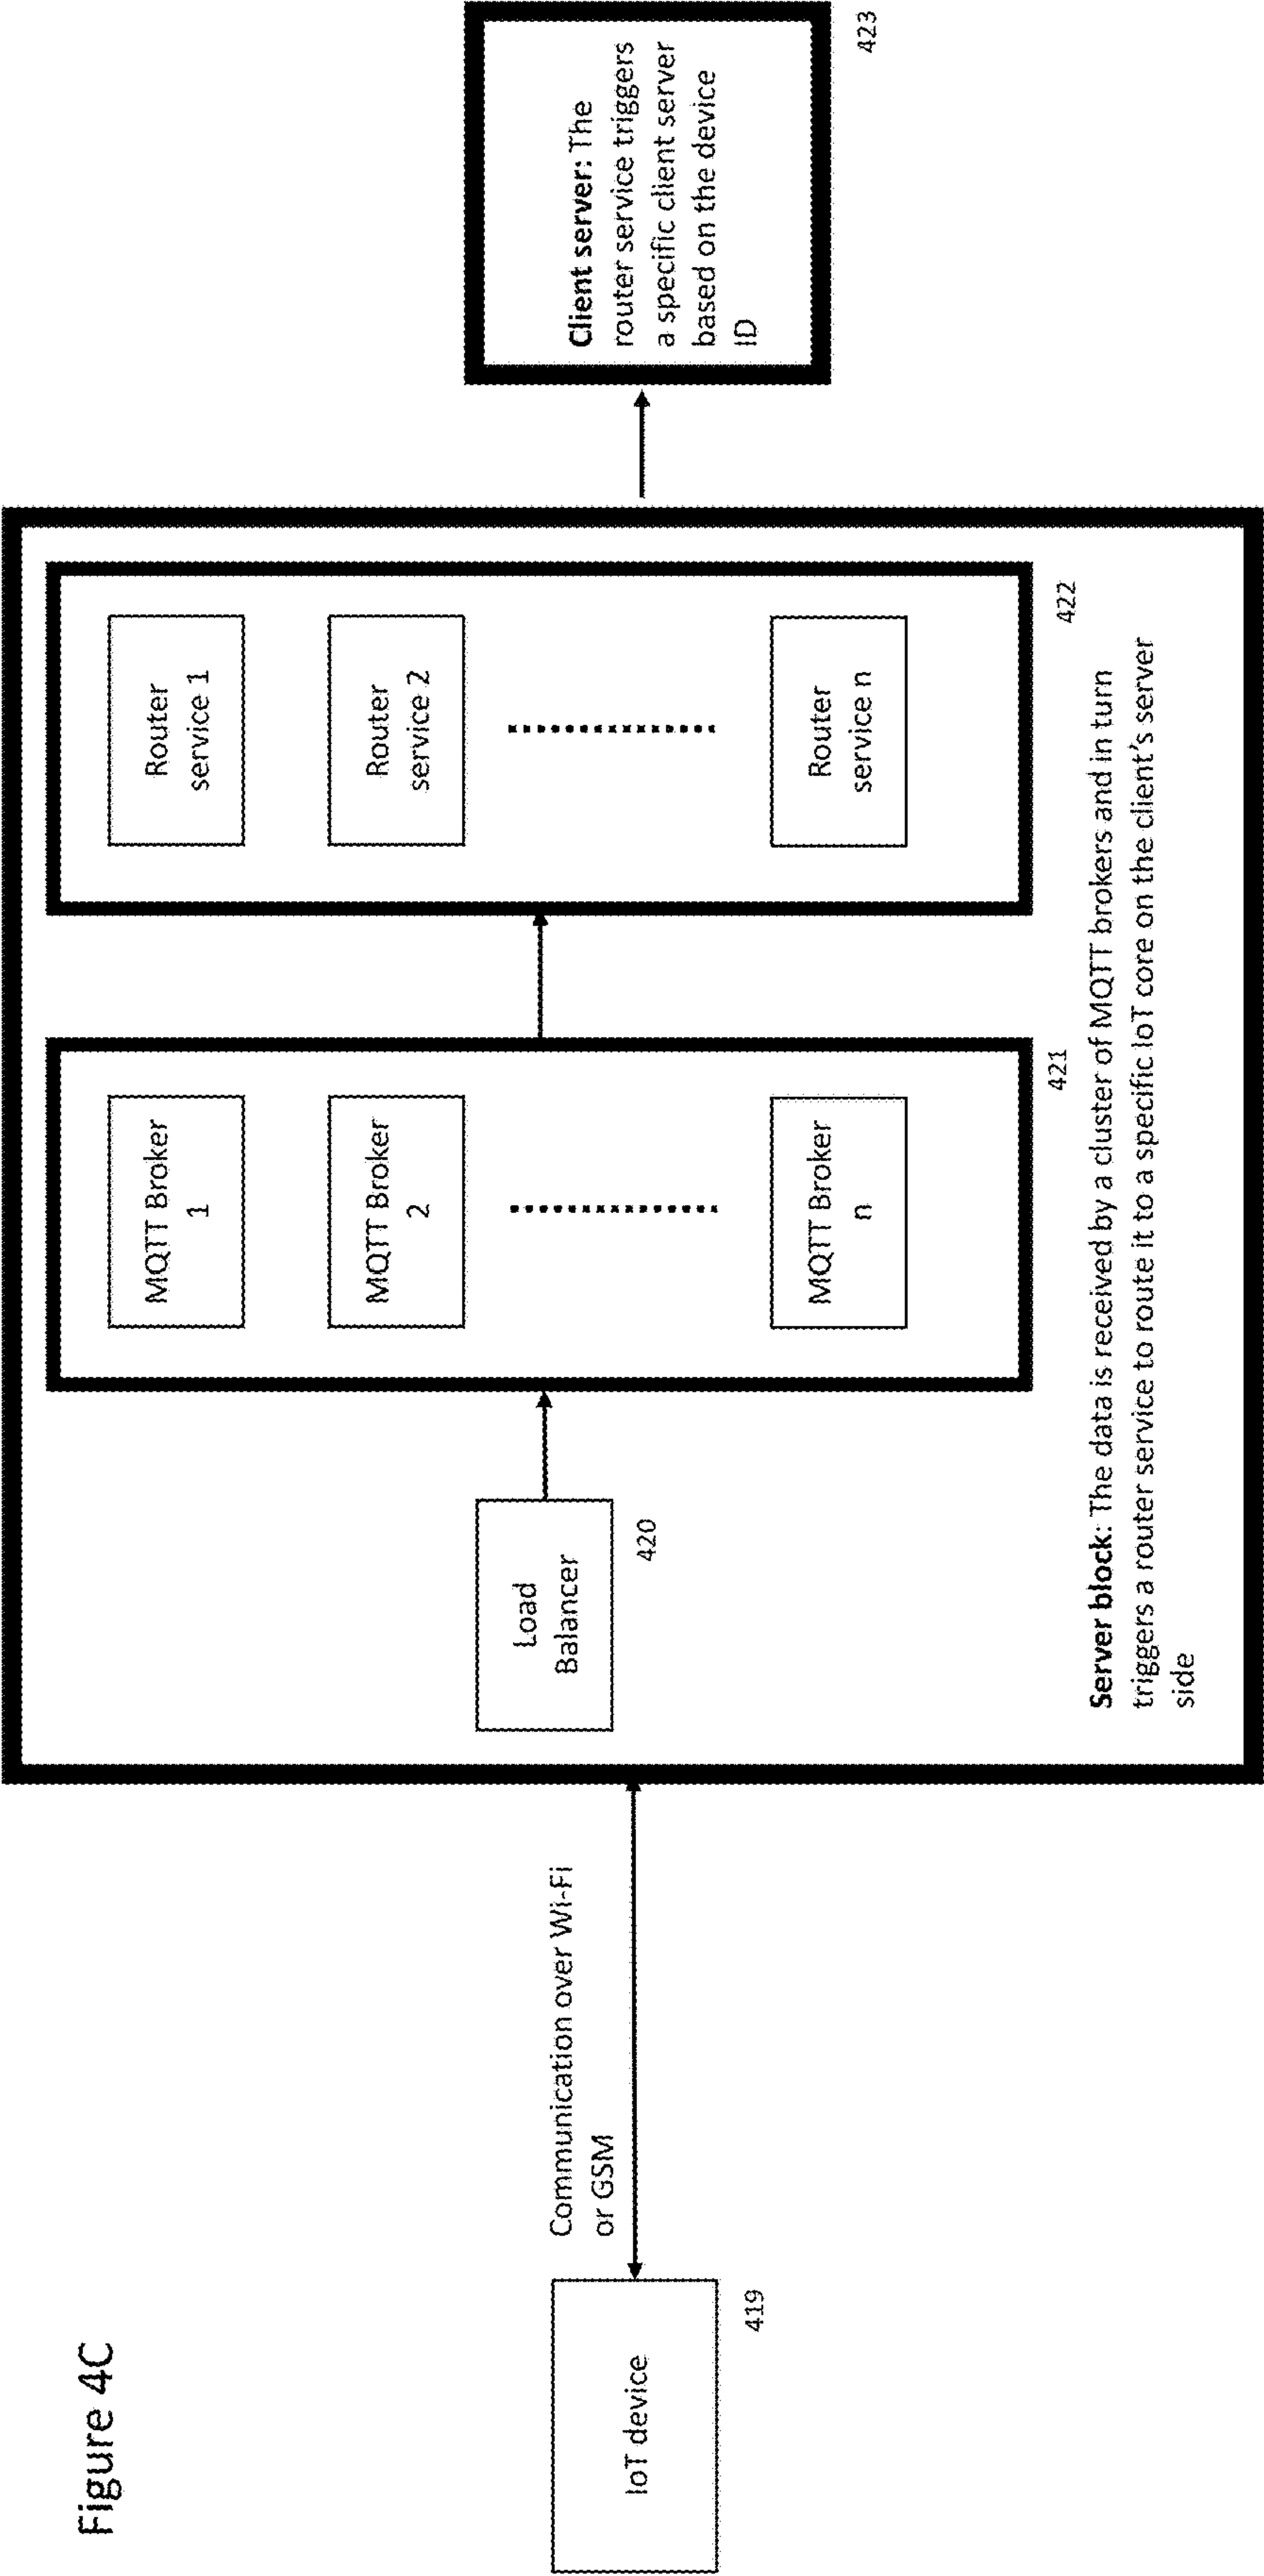 Figure 4C
IoT device
419
Communication over Wi-Fi
or GSM
Load
Balancer
420
MQTT Broker
1
MQTT Broker
2
MQTT Broker
n
421
Router
service 1
Router
service 2
Router
service n
422
Server block: The data is received by a cluster of MQTT brokers and in turn
triggers a router service to route it to a specific IoT core on the client's server
side
Client server: The
router service triggers
a specific client server
based on the device
ID
423